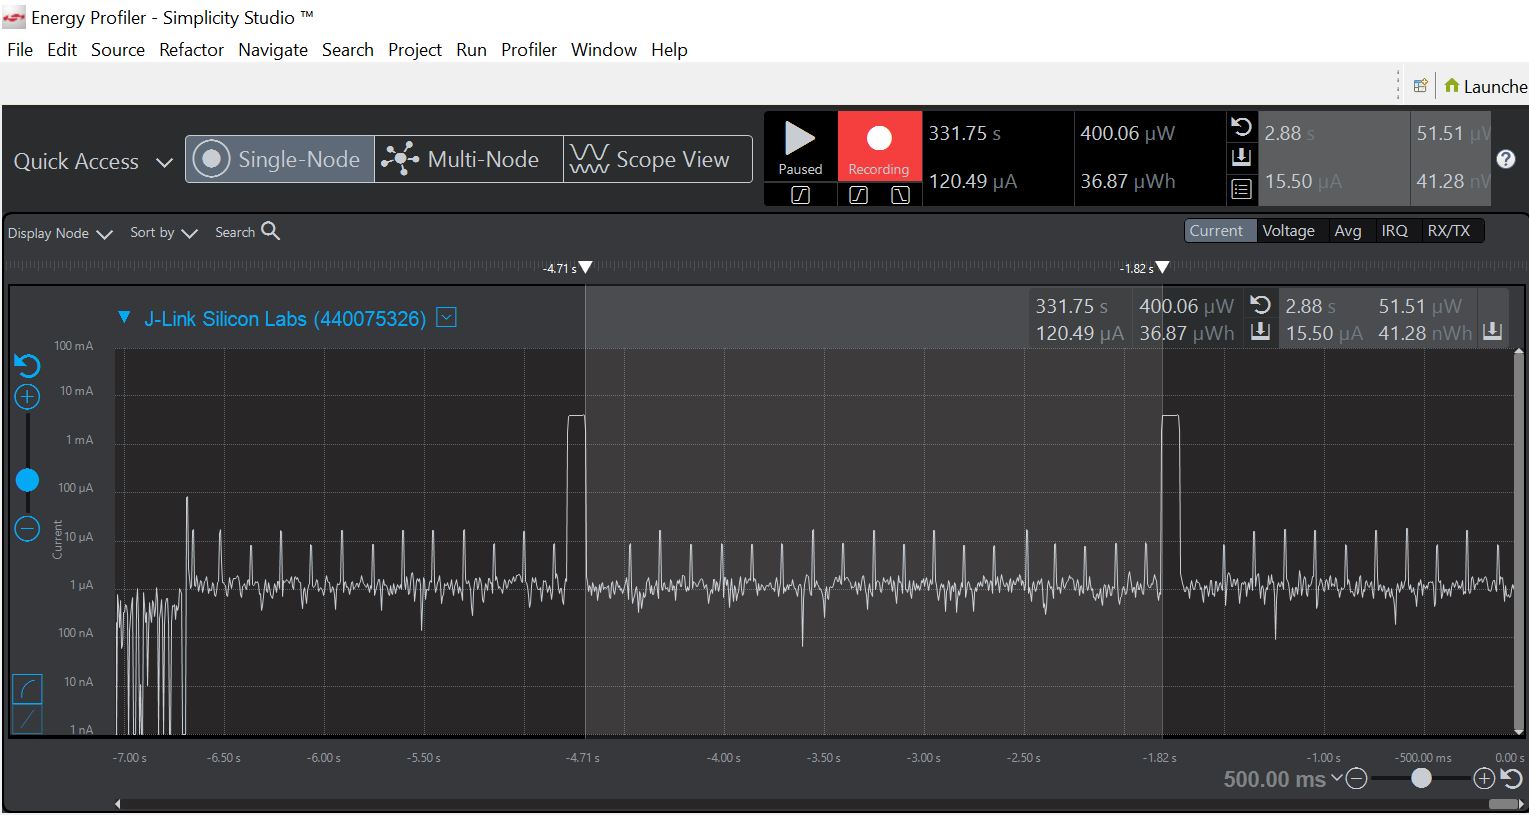 Energy Profiler - Simplicity Studio ™
File Edit Source Refactor Navigate Search Project Run Profiler Window Help
Launche
Quick Access
Single-Node
Multi-Node
Scope View
Paused
Recording
331.75 s
400.06 µW
120.49 µA
36.87 µWh
2.88 s
51.51 µW
15.50 µA
41.28 nW
?
Display Node
Sort by
Search
Current Voltage Avg IRQ RX/TX
-4.71 s
-1.82 s
J-Link Silicon Labs (440075326)
331.75 s 400.06 µW 2.88 s 51.51 µW
120.49 µA 36.87 µWh 15.50 µA 41.28 nWh
100 mA
10 mA
1 mA
100 µA
10 µA
1 µA
100 nA
10 nA
1 nA
Current
-7.00 s -6.50 s -6.00 s -5.50 s -4.71 s -4.00 s -3.50 s -3.00 s -2.50 s -1.82 s -1.00 s -500.00 ms 0.00 s
500.00 ms